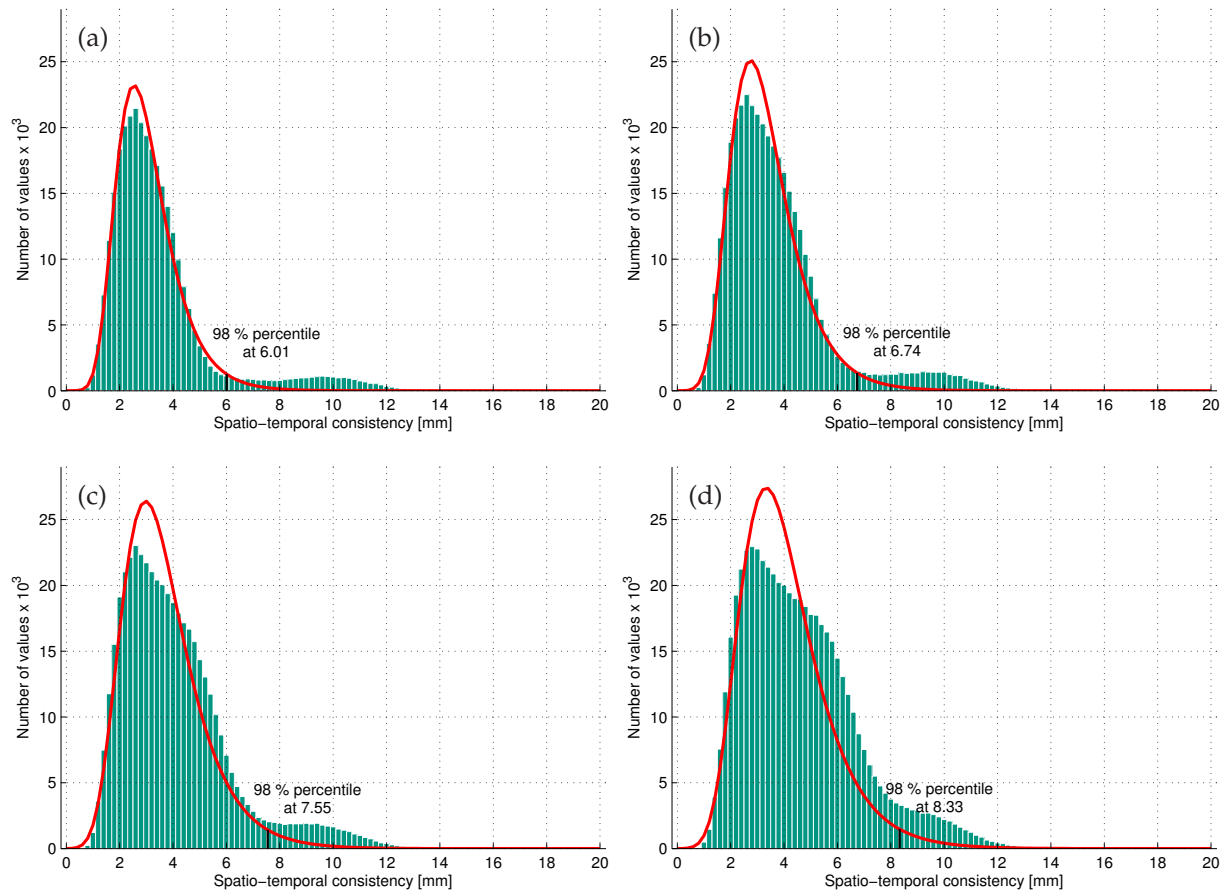 (a)
25
20
15
10
5
0
Number of values x 10³
98 % percentile
at 6.01
0 2 4 6 8 10 12 14 16 18 20
Spatio−temporal consistency [mm]
(b)
25
20
15
10
5
0
Number of values x 10³
98 % percentile
at 6.74
0 2 4 6 8 10 12 14 16 18 20
Spatio−temporal consistency [mm]
(c)
25
20
15
10
5
0
Number of values x 10³
98 % percentile
at 7.55
0 2 4 6 8 10 12 14 16 18 20
Spatio−temporal consistency [mm]
(d)
25
20
15
10
5
0
Number of values x 10³
98 % percentile
at 8.33
0 2 4 6 8 10 12 14 16 18 20
Spatio−temporal consistency [mm]